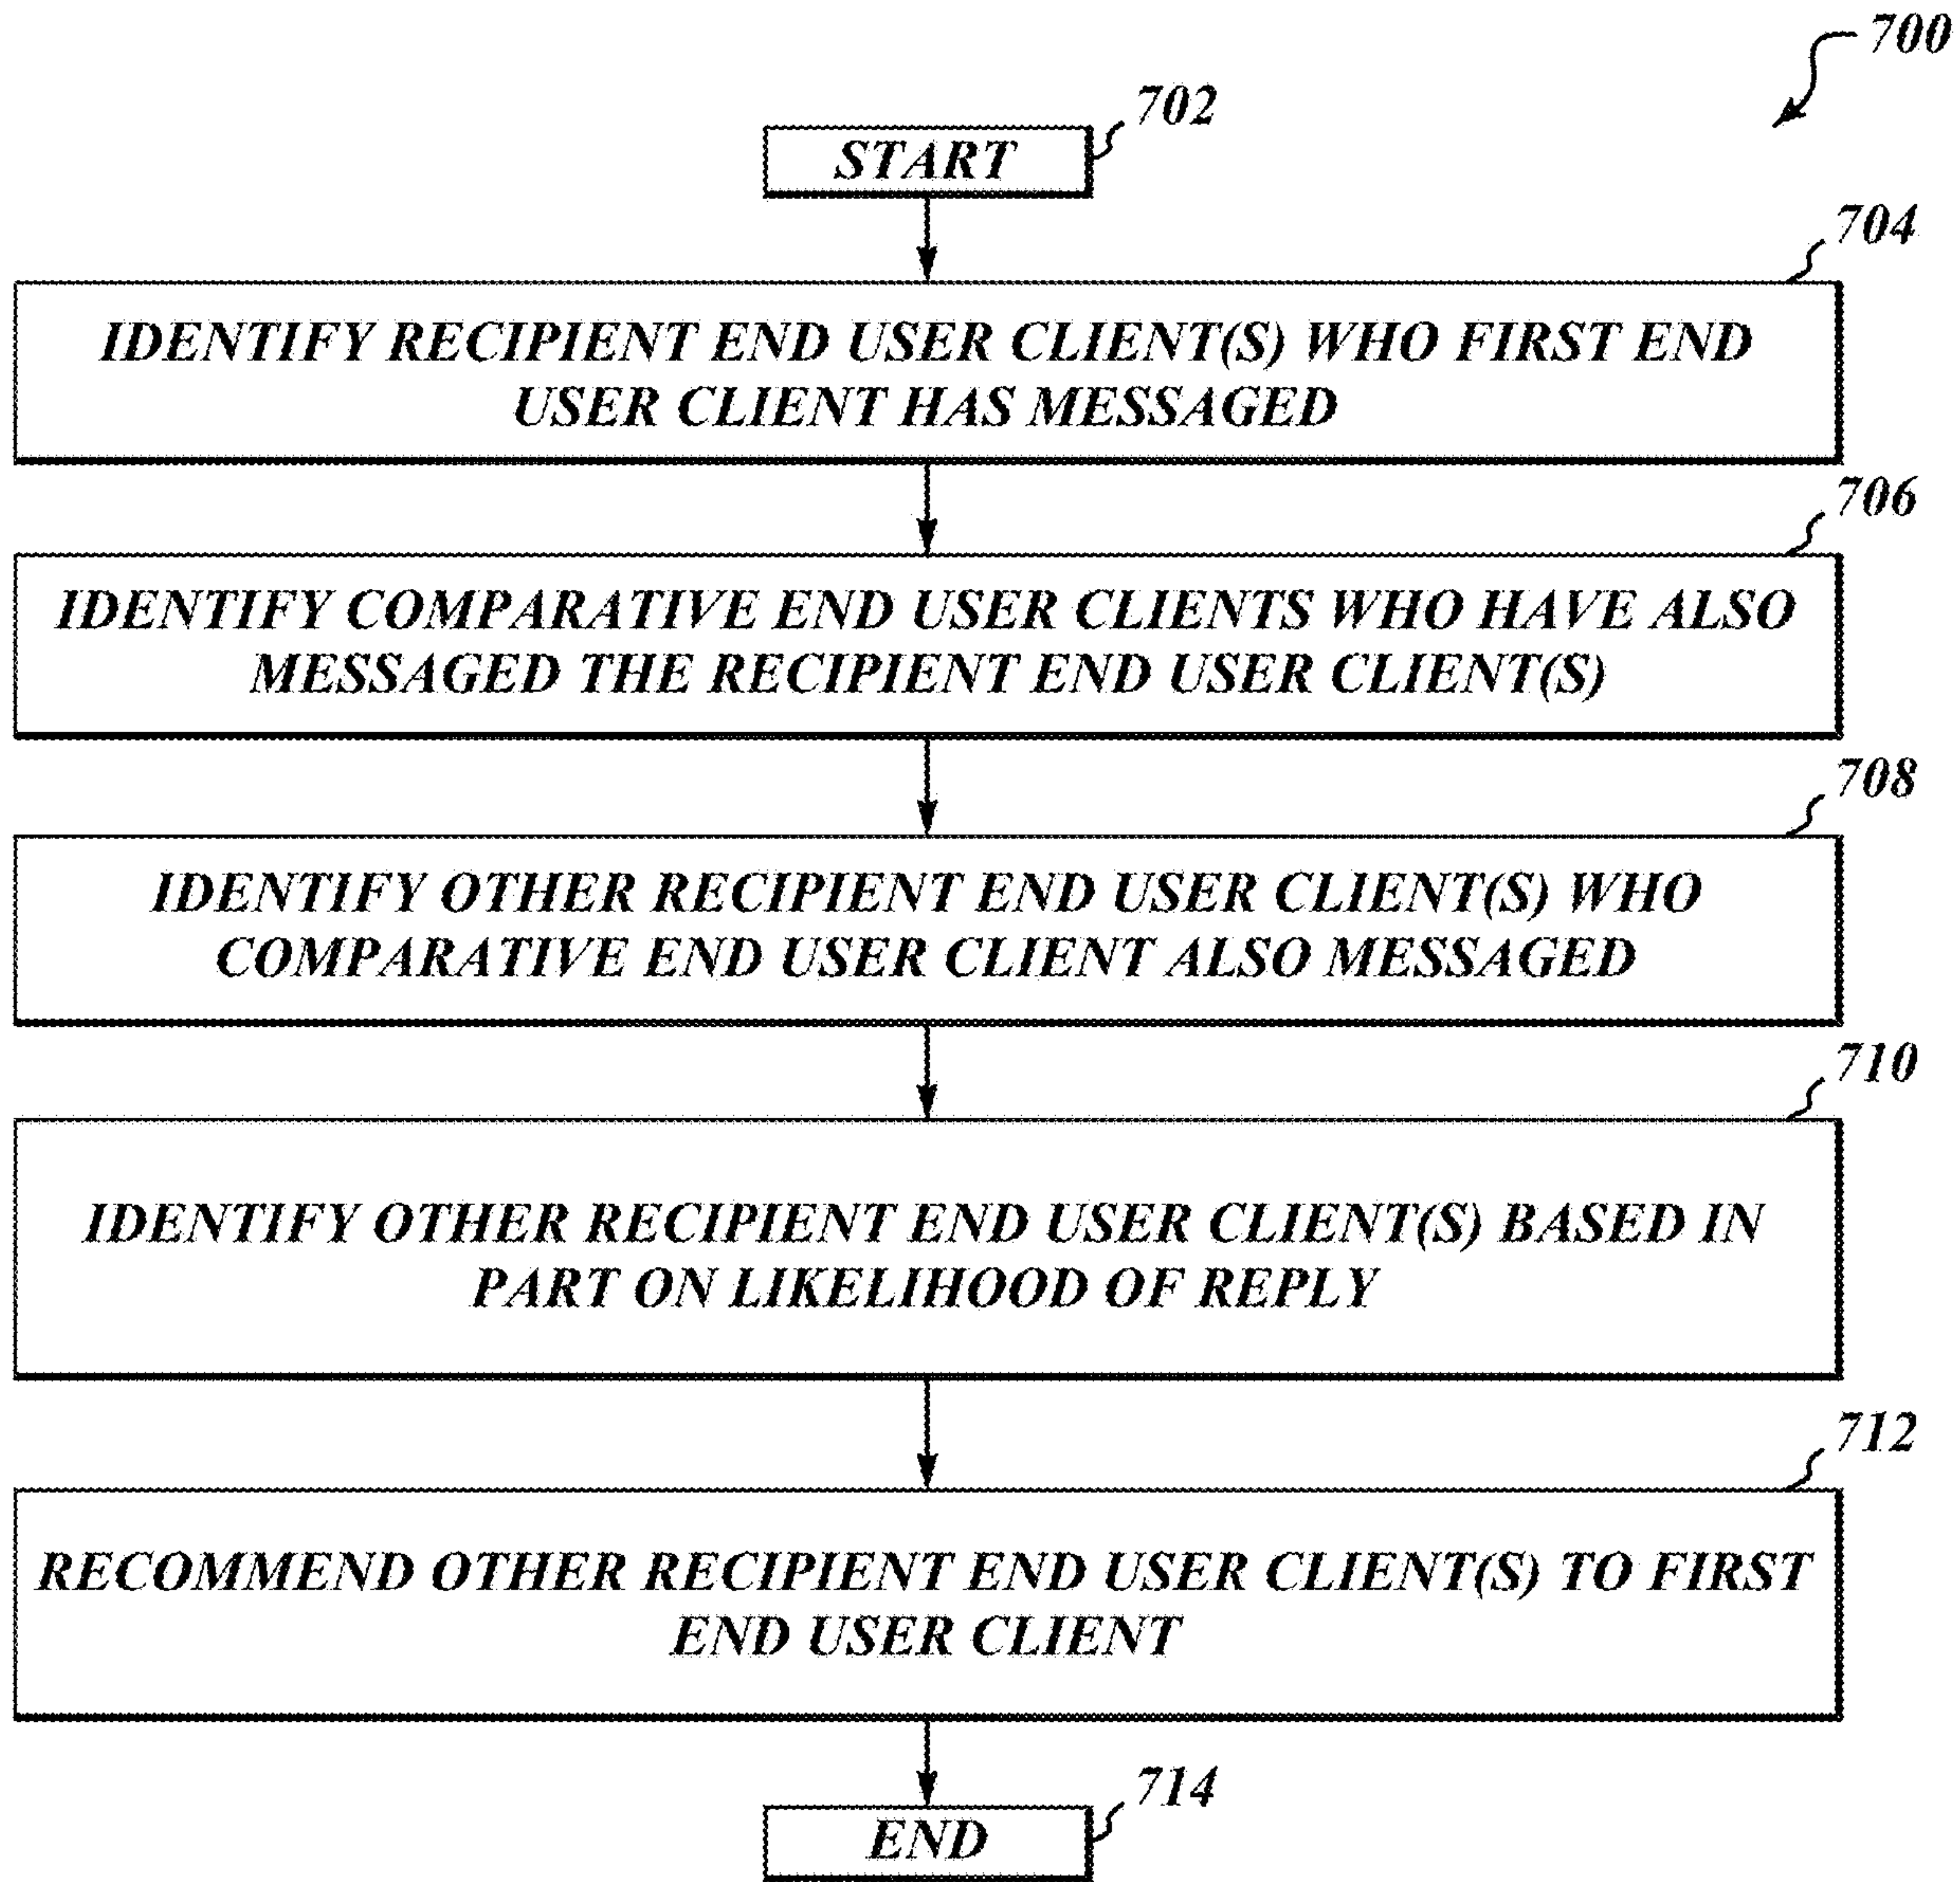 700
702
START
704
IDENTIFY RECIPIENT END USER CLIENT(S) WHO FIRST END
USER CLIENT HAS MESSAGED
706
IDENTIFY COMPARATIVE END USER CLIENTS WHO HAVE ALSO
MESSAGED THE RECIPIENT END USER CLIENT(S)
708
IDENTIFY OTHER RECIPIENT END USER CLIENT(S) WHO
COMPARATIVE END USER CLIENT ALSO MESSAGED
710
IDENTIFY OTHER RECIPIENT END USER CLIENT(S) BASED IN
PART ON LIKELIHOOD OF REPLY
712
RECOMMEND OTHER RECIPIENT END USER CLIENT(S) TO FIRST
END USER CLIENT
714
END